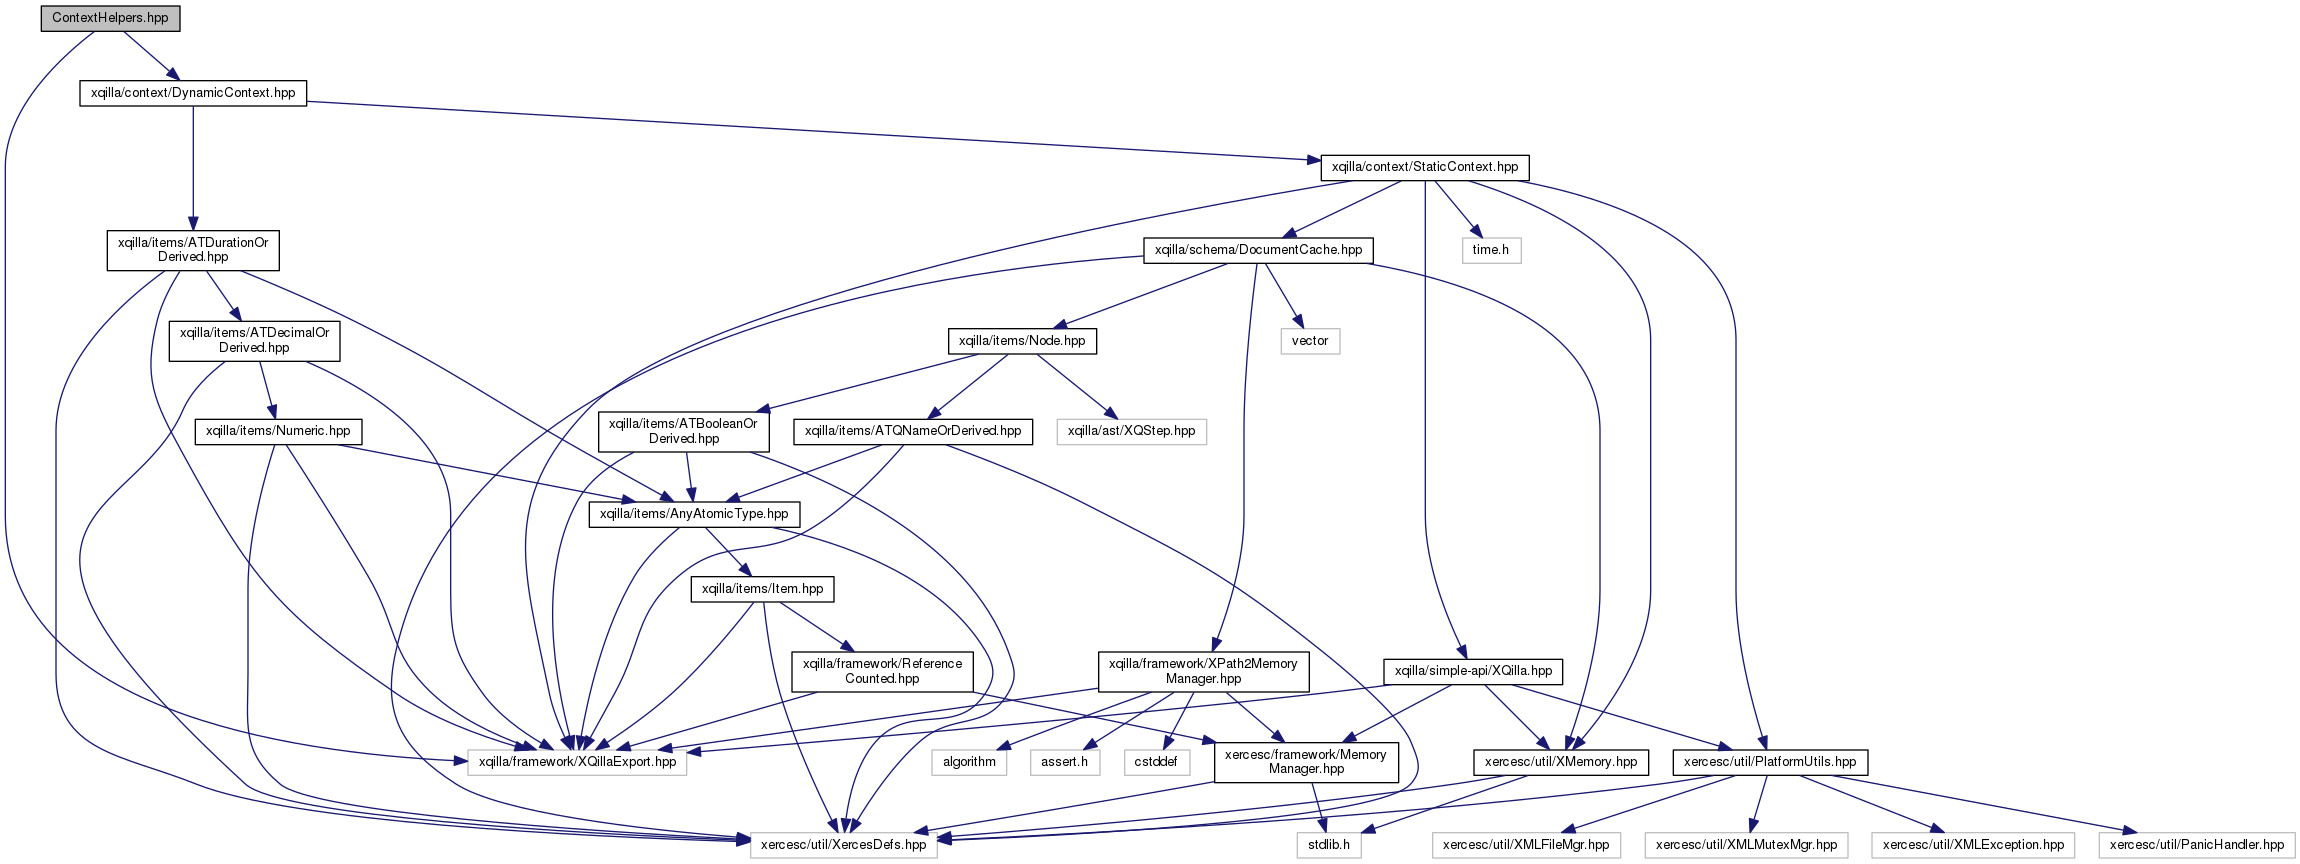 ContextHelpers.hpp
xqilla/context/DynamicContext.hpp
xqilla/context/StaticContext.hpp
xqilla/items/ATDurationOr
Derived.hpp
xqilla/schema/DocumentCache.hpp
time.h
xqilla/items/ATDecimalOr
Derived.hpp
xqilla/items/Node.hpp
vector
xqilla/items/Numeric.hpp
xqilla/items/ATBooleanOr
Derived.hpp
xqilla/items/ATQNameOrDerived.hpp
xqilla/ast/XQStep.hpp
xqilla/items/AnyAtomicType.hpp
xqilla/items/Item.hpp
xqilla/framework/Reference
Counted.hpp
xqilla/framework/XPath2Memory
Manager.hpp
xqilla/simple-api/XQilla.hpp
xqilla/framework/XQillaExport.hpp
algorithm
assert.h
cstddef
xercesc/framework/Memory
Manager.hpp
xercesc/util/XMemory.hpp
xercesc/util/PlatformUtils.hpp
xercesc/util/XercesDefs.hpp
stdlib.h
xercesc/util/XMLFileMgr.hpp
xercesc/util/XMLMutexMgr.hpp
xercesc/util/XMLException.hpp
xercesc/util/PanicHandler.hpp